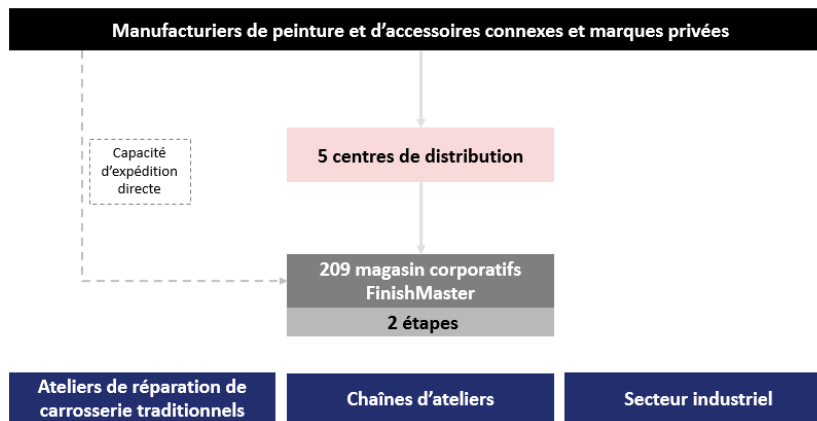 Manufacturiers de peinture et d'accessoires connexes et marques privées
Capacité
d'expédition
directe
5 centres de distribution
209 magasin corporatifs
FinishMaster
2 étapes
Ateliers de réparation de
carrosserie traditionnels
Chaînes d'ateliers
Secteur industriel